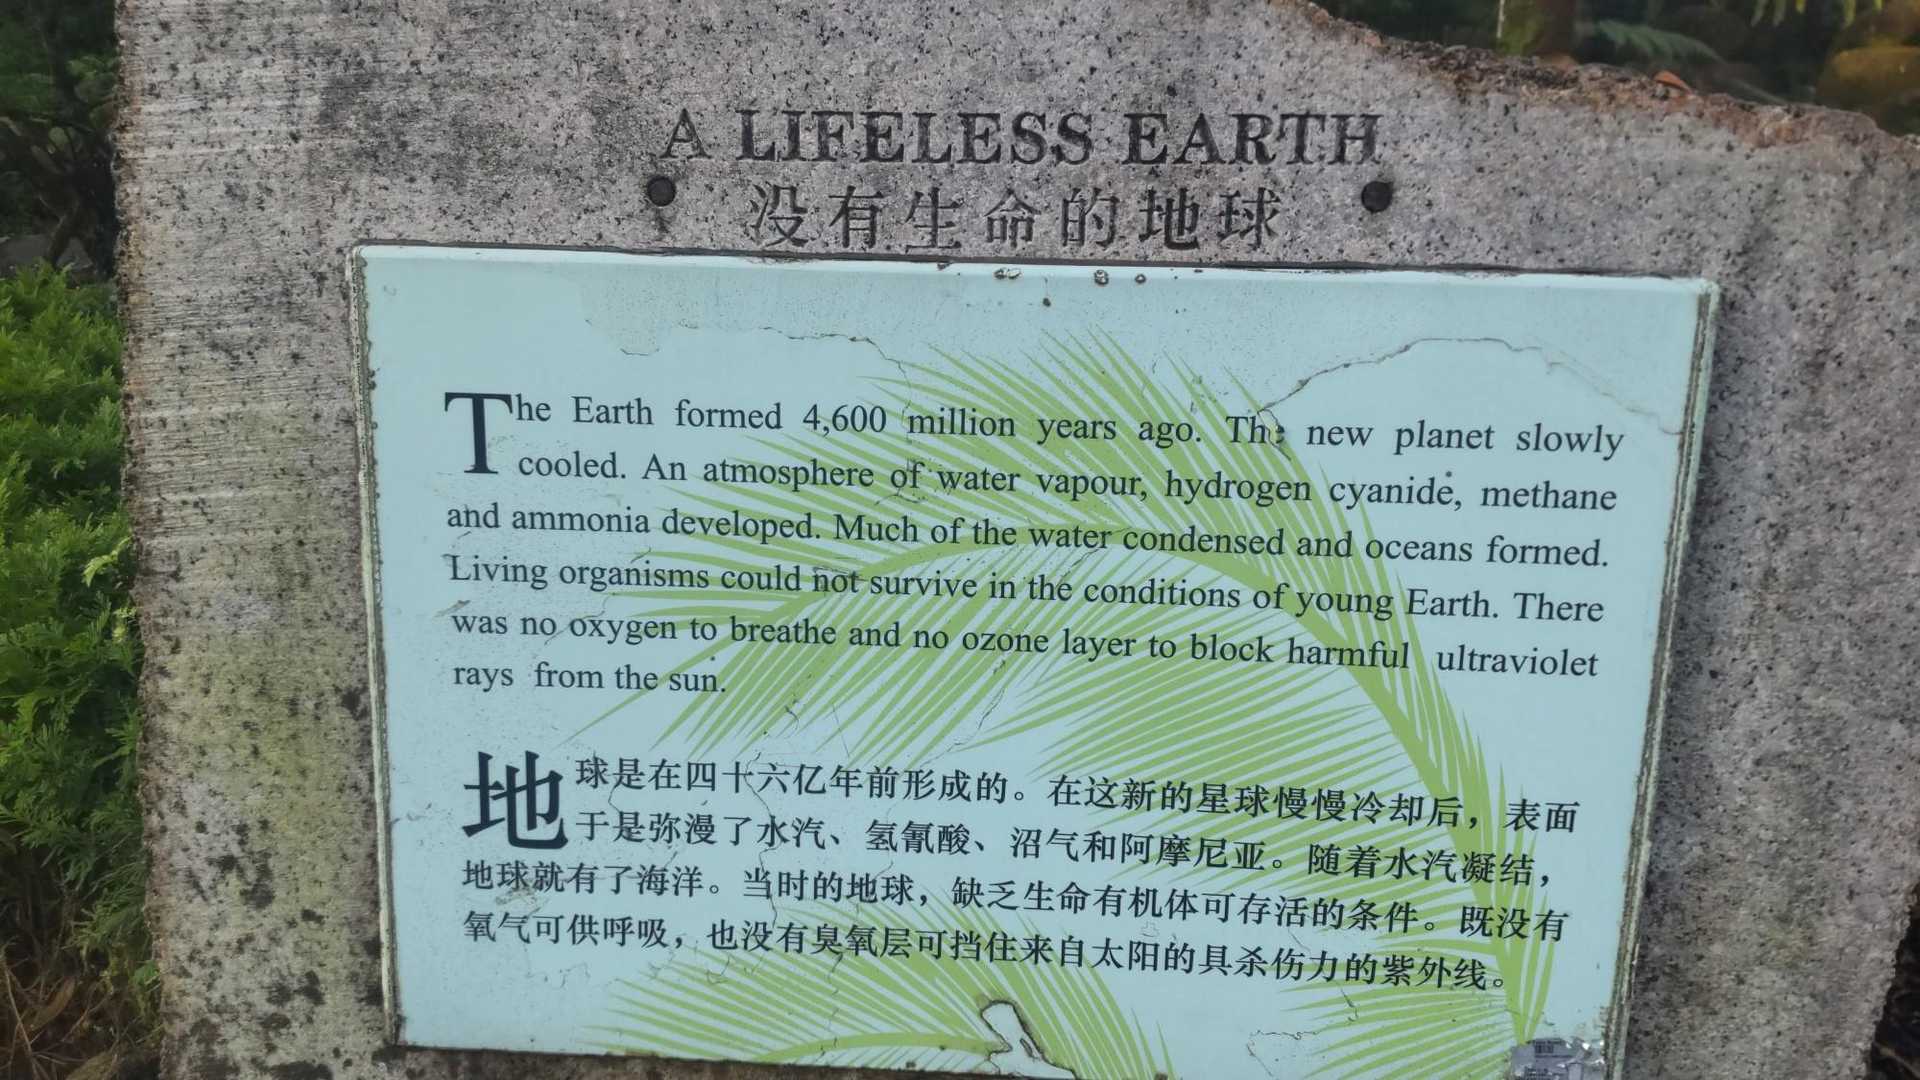 A LIFELESS EARTH
没有生命的地球
The Earth formed 4,600 million years ago. The new planet slowly
cooled. An atmosphere of water vapour, hydrogen cyanide, methane
and ammonia developed. Much of the water condensed and oceans formed.
Living organisms could not survive in the conditions of young Earth. There
was no oxygen to breathe and no ozone layer to block harmful ultraviolet
rays from the sun.
地球是在四十六亿年前形成的。在这新的星球慢慢冷却后，表面
于是弥漫了水汽、氢氰酸、沼气和阿摩尼亚。随着水汽凝结，
地球就有了海洋。当时的地球，缺乏生命有机体可存活的条件。既没有
氧气可供呼吸，也没有臭氧层可挡住来自太阳的具杀伤力的紫外线。